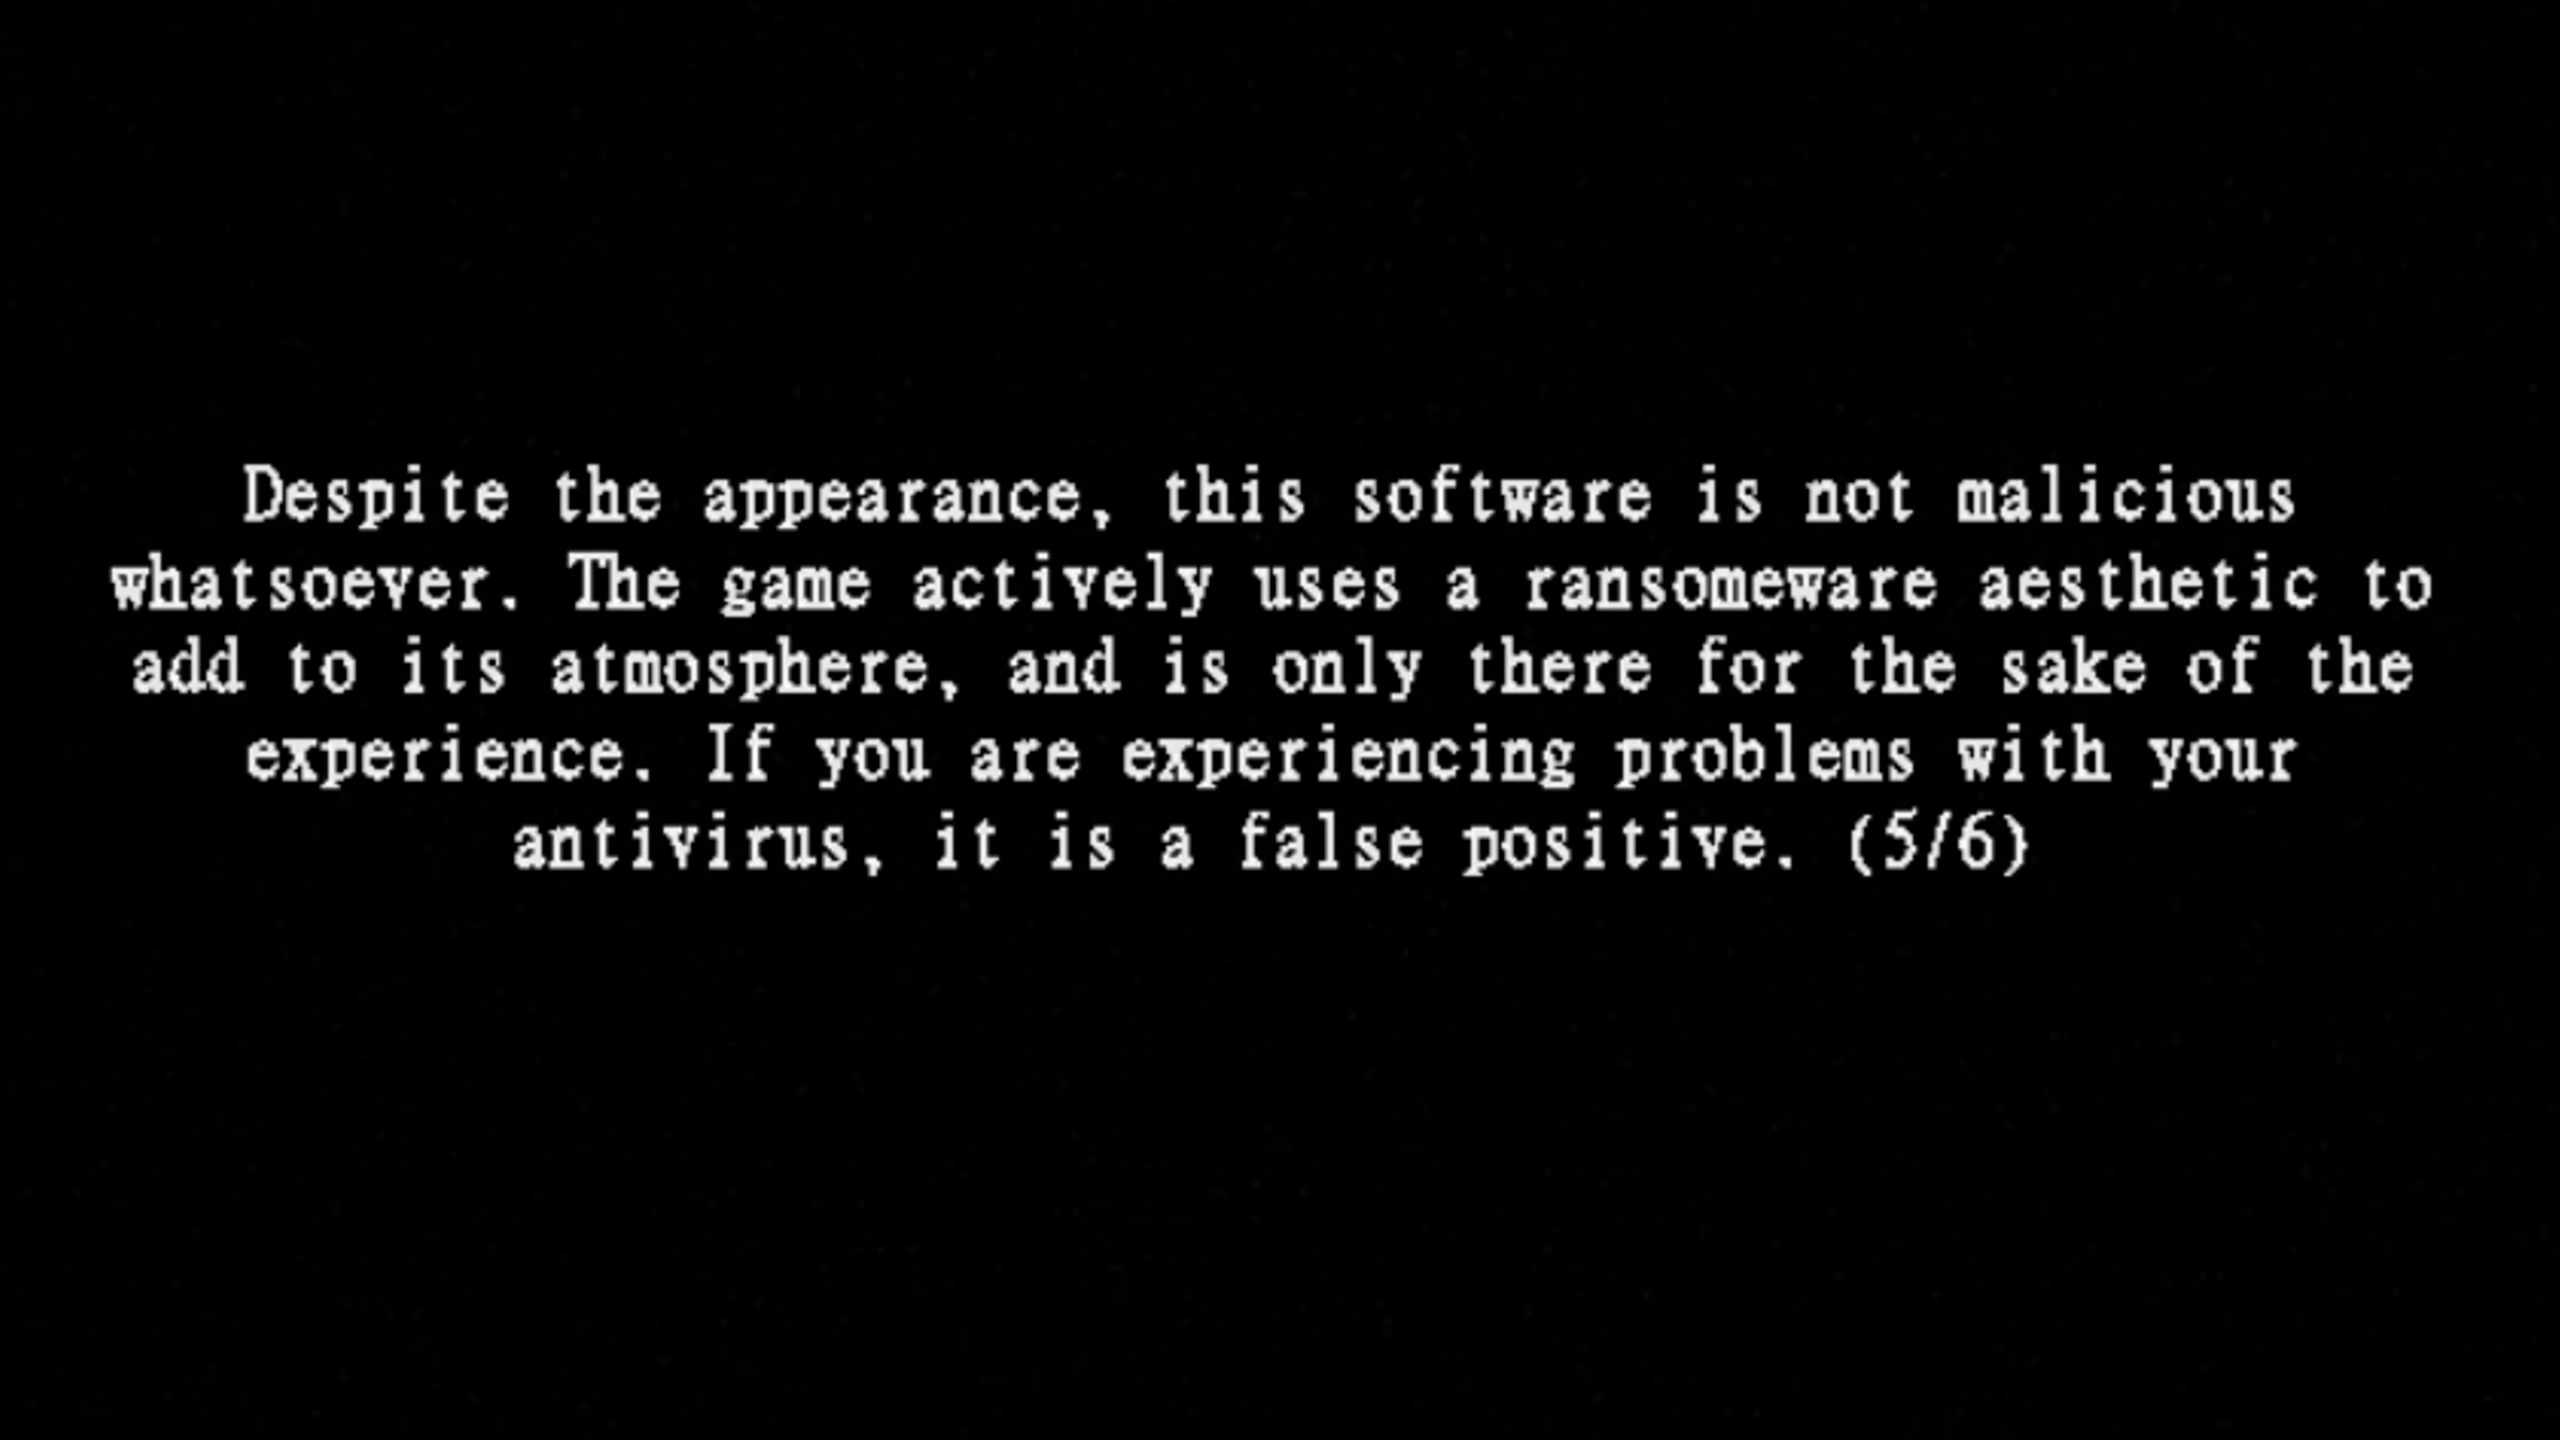 Despite the appearance, this software is not malicious
whatsoever. The game actively uses a ransomeware aesthetic to
add to its atmosphere, and is only there for the sake of the
experience. If you are experiencing problems with your
antivirus, it is a false positive. (5/6)